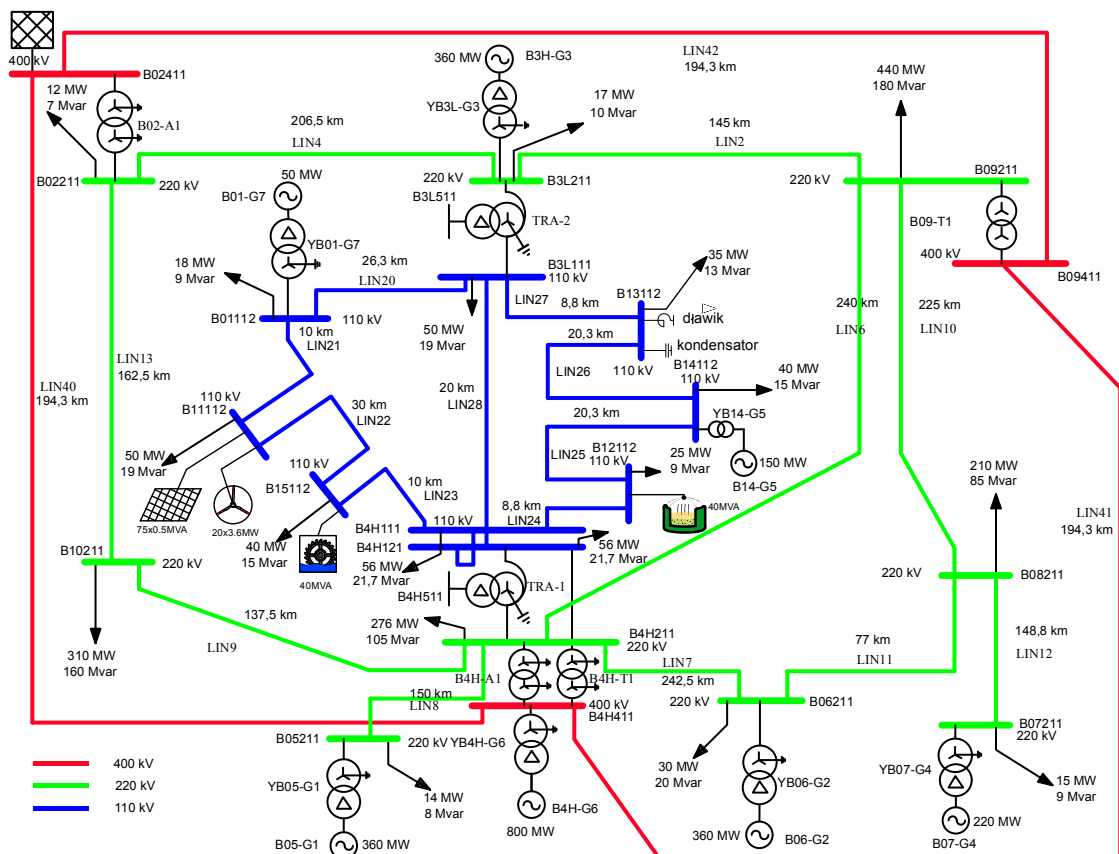 400 kV
B02411
12 MW
7 Mvar
B02-A1
B02211
220 kV
206,5 km
LIN4
360 MW
B3H-G3
YB3L-G3
17 MW
10 Mvar
LIN42
194,3 km
145 km
LIN2
440 MW
180 Mvar
220 kV
B3L211
B3L511
TRA-2
220 kV
B09211
B09-T1
400 kV
B09411
50 MW
B01-G7
YB01-G7
18 MW
9 Mvar
26,3 km
LIN20
B01112
110 kV
10 km
LIN21
B3L111
110 kV
LIN27
8,8 km
50 MW
19 Mvar
35 MW
13 Mvar
B13112
dławik
kondensator
20,3 km
110 kV
LIN26
B14112
110 kV
40 MW
15 Mvar
YB14-G5
150 MW
B14-G5
240 km
LIN6
225 km
LIN10
LIN13
162,5 km
LIN40
194,3 km
110 kV
B11112
30 km
LIN22
50 MW
19 Mvar
75x0.5MVA
20x3.6MW
20 km
LIN28
20,3 km
LIN25
B12112
110 kV
25 MW
9 Mvar
40MVA
110 kV
B15112
10 km
LIN23
40 MW
15 Mvar
40MVA
B4H111
110 kV
8,8 km
LIN24
B4H121
56 MW
21,7 Mvar
56 MW
21,7 Mvar
B4H511
TRA-1
210 MW
85 Mvar
LIN41
194,3 km
B10211
220 kV
310 MW
160 Mvar
137,5 km
LIN9
276 MW
105 Mvar
B4H211
220 kV
220 kV
B08211
77 km
LIN11
148,8 km
LIN12
B4H-A1
B4H-T1
LIN7
242,5 km
150 km
LIN8
400 kV
B4H411
220 kV
B06211
B07211
220 kV
B05211
220 kV
YB4H-G6
YB05-G1
14 MW
8 Mvar
B4H-G6
800 MW
30 MW
20 Mvar
YB06-G2
360 MW
B06-G2
YB07-G4
15 MW
9 Mvar
220 MW
B07-G4
B05-G1
360 MW
400 kV
220 kV
110 kV